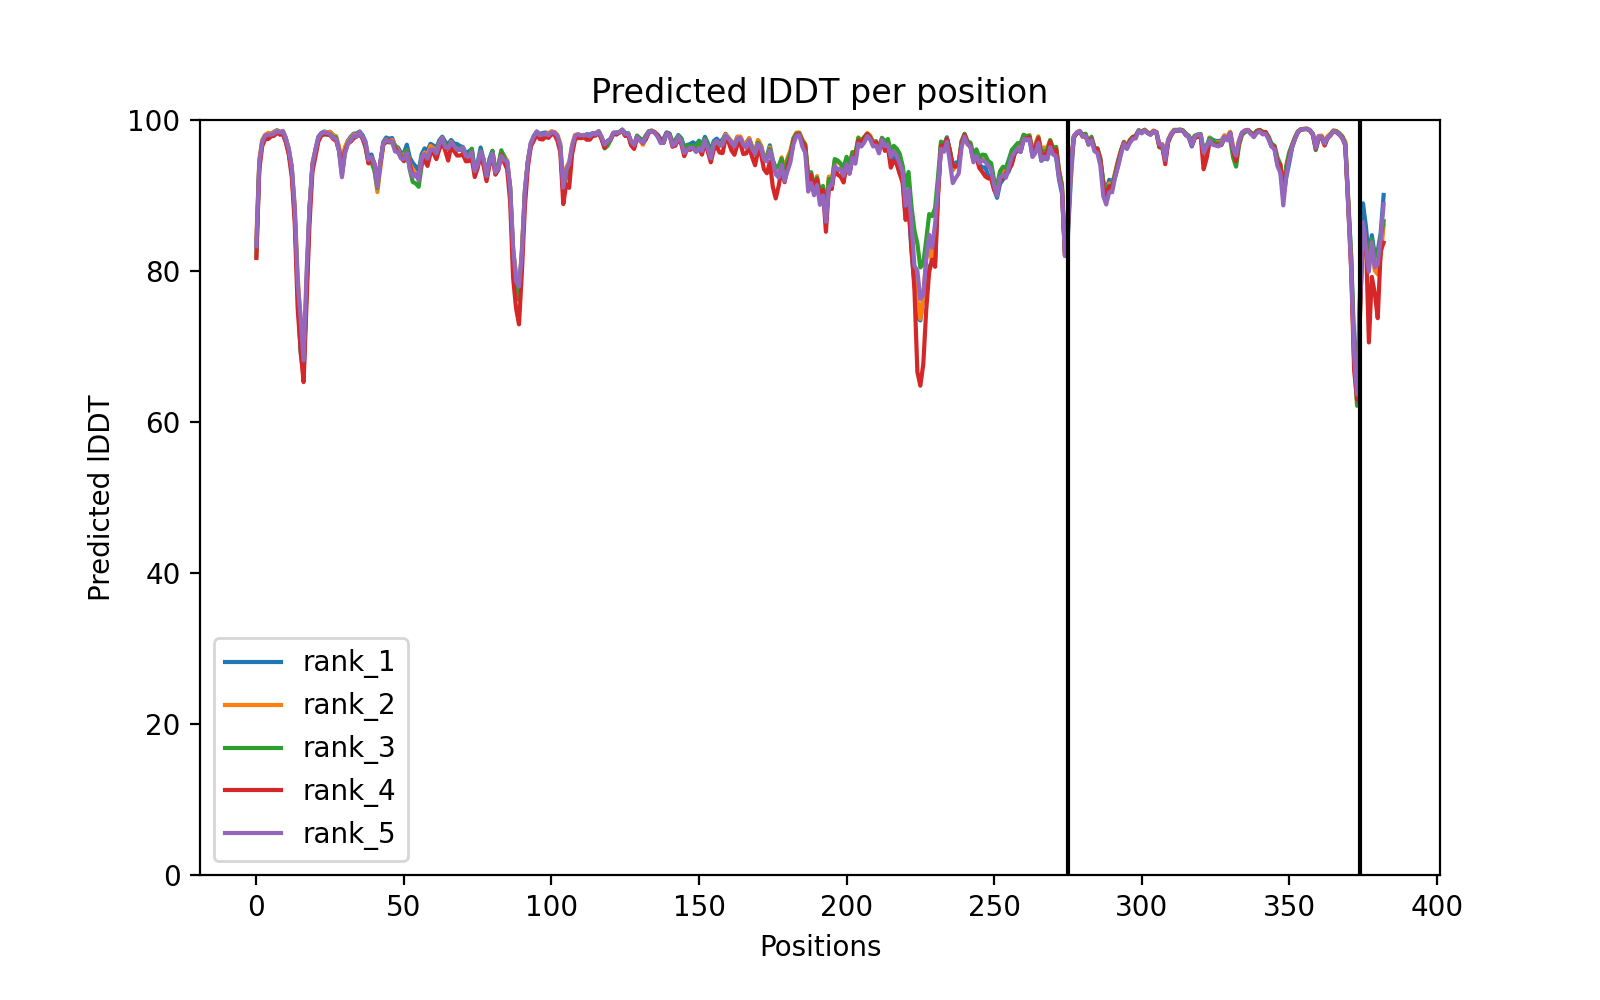 Predicted lDDT per position
100
80
60
40
20
0
Predicted lDDT
rank_1
rank_2
rank_3
rank_4
rank_5
0 50 100 150 200 250 300 350 400
Positions